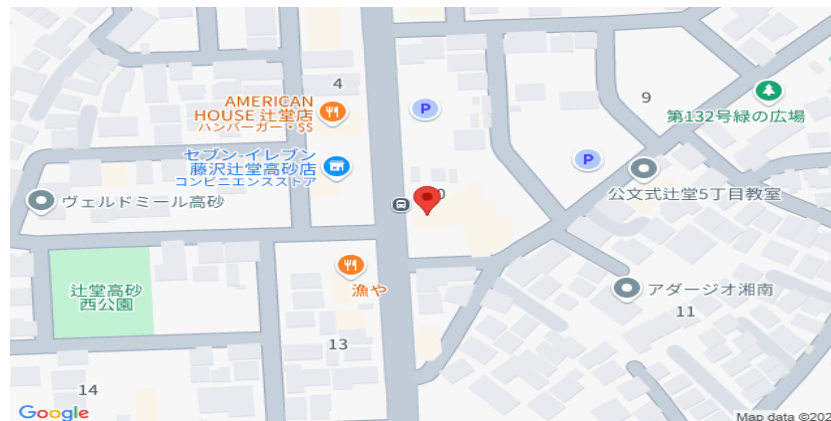 4
9
AMERICAN
HOUSE 辻堂店
ハンバーガー・$$
P
第132号緑の広場
セブン-イレブン
藤沢辻堂高砂店
コンビニエンスストア
P
ヴェルドミール高砂
0
公文式辻堂5丁目教室
辻堂高砂
西公園
漁や
アダージオ湘南
11
13
14
Google
Map data ©202